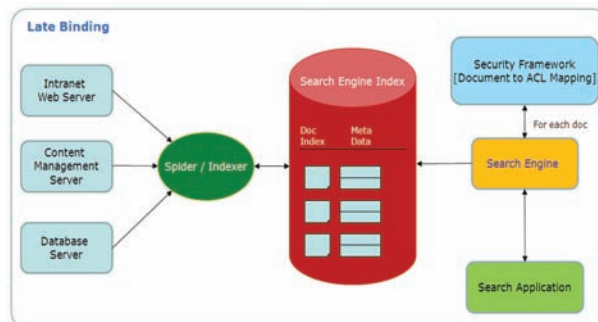 Late Binding
Intranet
Web Server
Content
Management
Server
Database
Server
Spider / Indexer
Search Engine Index
Doc
Index
Meta
Data
Security Framework
[Document to ACL Mapping]
For each doc
Search Engine
Search Application